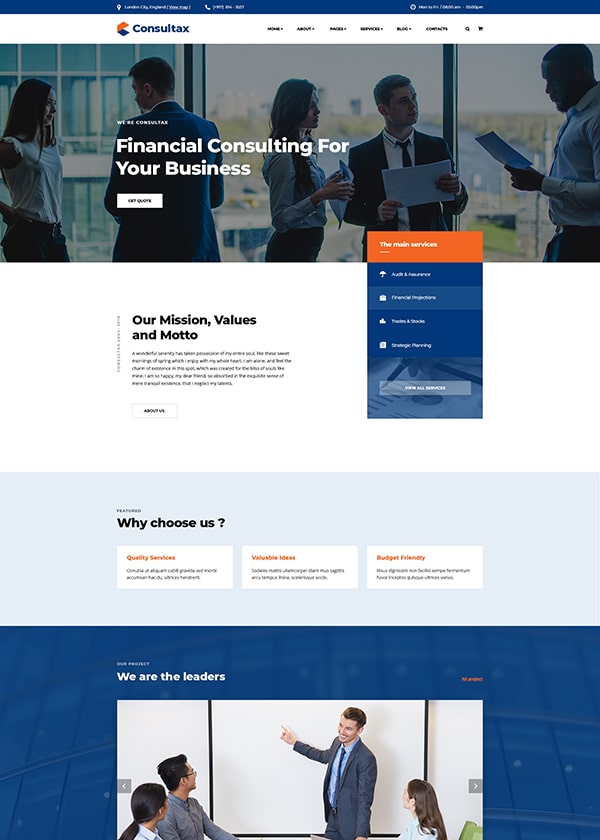 London City, England ( View map )
(+917) 894 - 3527
Mon to Fri / 08:00 am - 05:00pm
Consultax
HOME
ABOUT
PAGES
SERVICES
BLOG
CONTACTS
WE'RE CONSULTAX
Financial Consulting For
Your Business
GET QUOTE
The main services
Audit & Assurance
Financial Projections
Trades & Stocks
Strategic Planning
VIEW ALL SERVICES
Our Mission, Values
and Motto
A wonderful serenity has taken possession of my entire soul, like these sweet
mornings of spring which I enjoy with my whole heart. I am alone, and feel the
charm of existence in this spot, which was created for the bliss of souls like
mine. I am so happy, my dear friend, so absorbed in the exquisite sense of
mere tranquil existence, that I neglect my talents.
ABOUT US
FEATURED
Why choose us ?
Quality Services
Conubia ut aliquam cubili gravida sed morbi
accumsan hac du, ultrices hendrerit.
Valuable Ideas
Sodales mattis ullamcorper diam mus sagittis
arcu tempus litora, scelerisque sociis.
Budget Friendly
Risus dignissim non facilisi sempe fermentum
fusce inceptos quisque ultrices varius.
OUR PROJECT
We are the leaders
All project